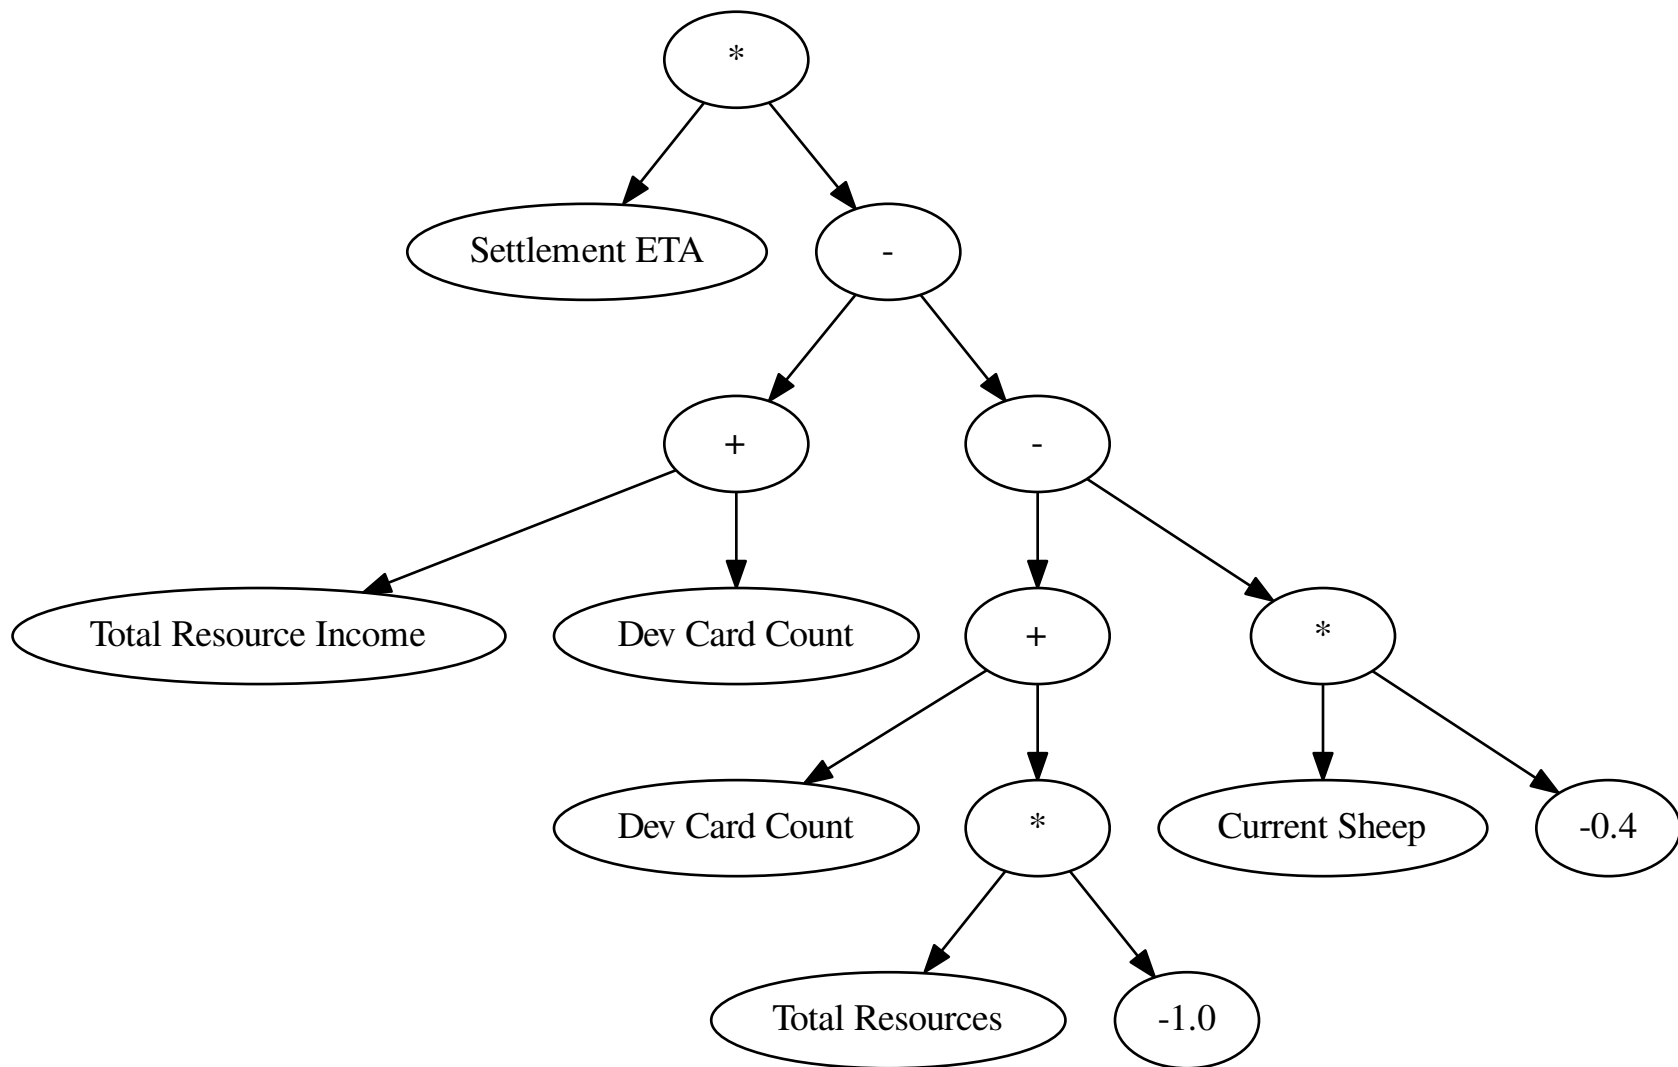 *
Settlement ETA
-
+
-
Total Resource Income
Dev Card Count
+
*
Dev Card Count
*
Current Sheep
-0.4
Total Resources
-1.0